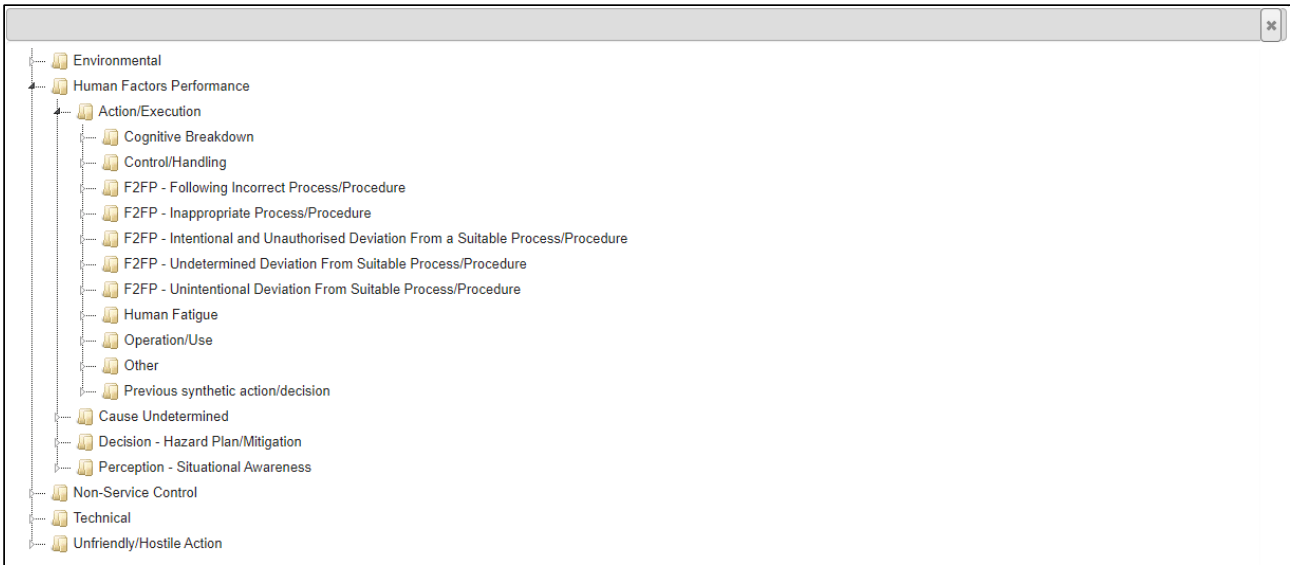 Environmental
Human Factors Performance
Action/Execution
Cognitive Breakdown
Control/Handling
F2FP - Following Incorrect Process/Procedure
F2FP - Inappropriate Process/Procedure
F2FP - Intentional and Unauthorised Deviation From a Suitable Process/Procedure
F2FP - Undetermined Deviation From Suitable Process/Procedure
F2FP - Unintentional Deviation From Suitable Process/Procedure
Human Fatigue
Operation/Use
Other
Previous synthetic action/decision
Cause Undetermined
Decision - Hazard Plan/Mitigation
Perception - Situational Awareness
Non-Service Control
Technical
Unfriendly/Hostile Action